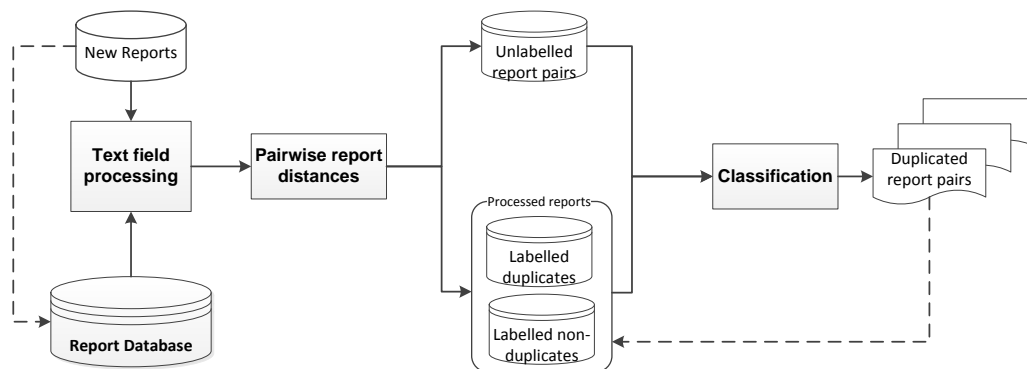 New Reports
Text field
processing
Report Database
Pairwise report
distances
Unlabelled
report pairs
Processed reports
Labelled
duplicates
Labelled non-
duplicates
Classification
Duplicated
report pairs